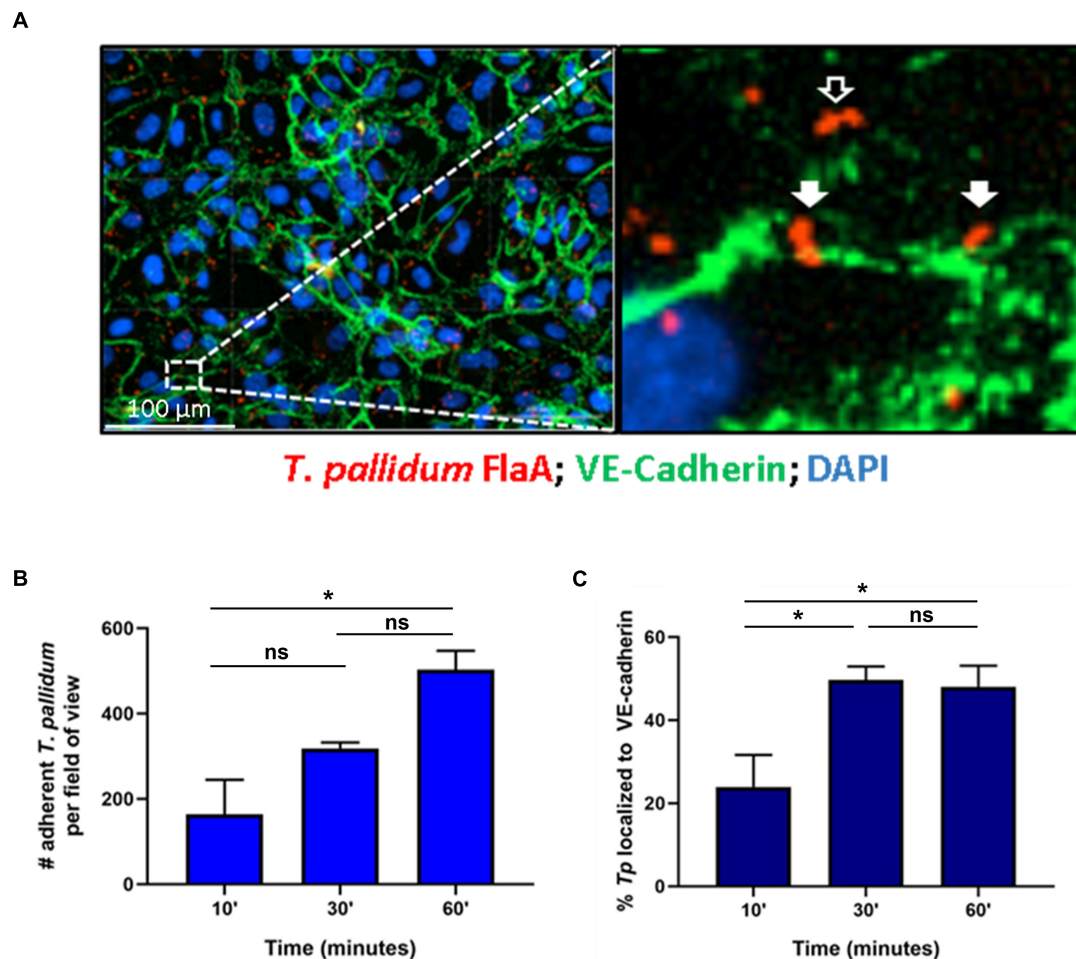 A
100 µm
T. pallidum FlaA; VE-Cadherin; DAPI
B
*
ns
ns
# adherent T. pallidum
per field of view
600
400
200
0
10'
30'
60'
Time (minutes)
C
*
*
ns
% Tp localized to VE-cadherin
60
40
20
0
10'
30'
60'
Time (minutes)